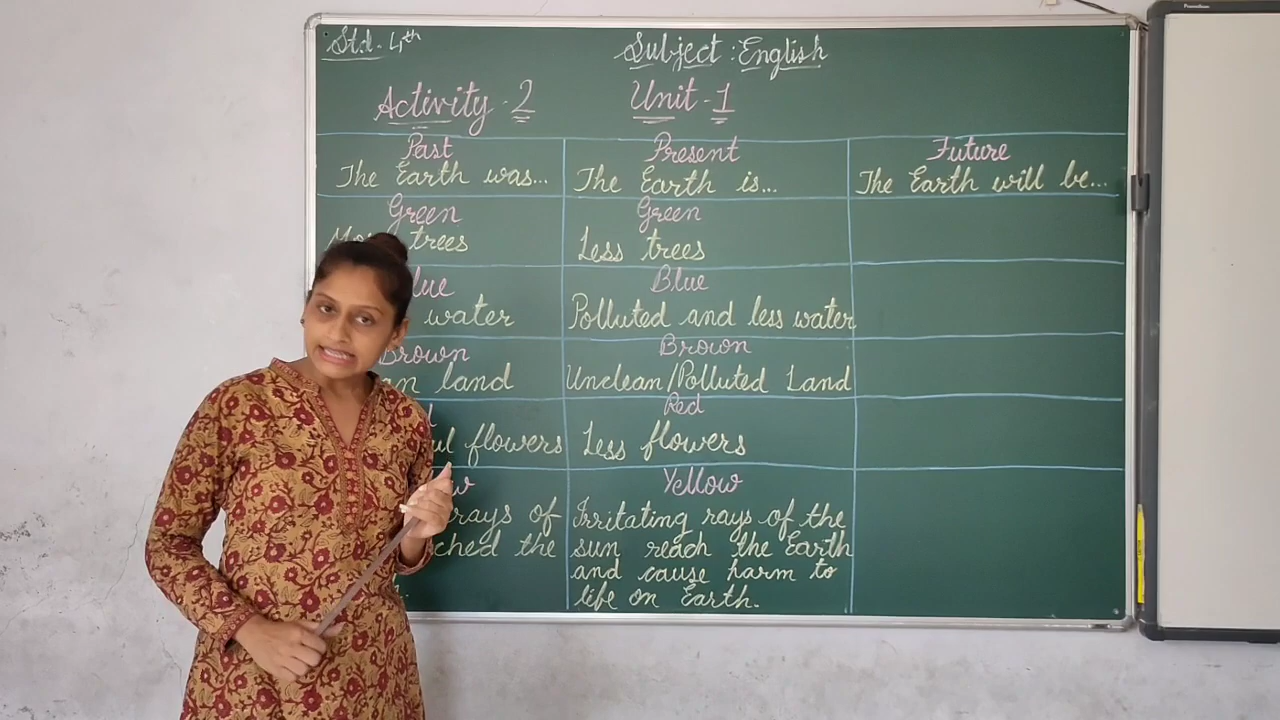 Std. 4th
Subject : English
Activity - 2
Unit - 1
Past
The Earth was...
Green
trees
water
Brown
land
flowers
rays of
the
Present
The Earth is...
Green
Less trees
Blue
Polluted and less water
Brown
Unclean/Polluted Land
Red
Less flowers
Yellow
Irritating rays of the
sun reach the Earth
and cause harm to
life on Earth.
Future
The Earth will be...